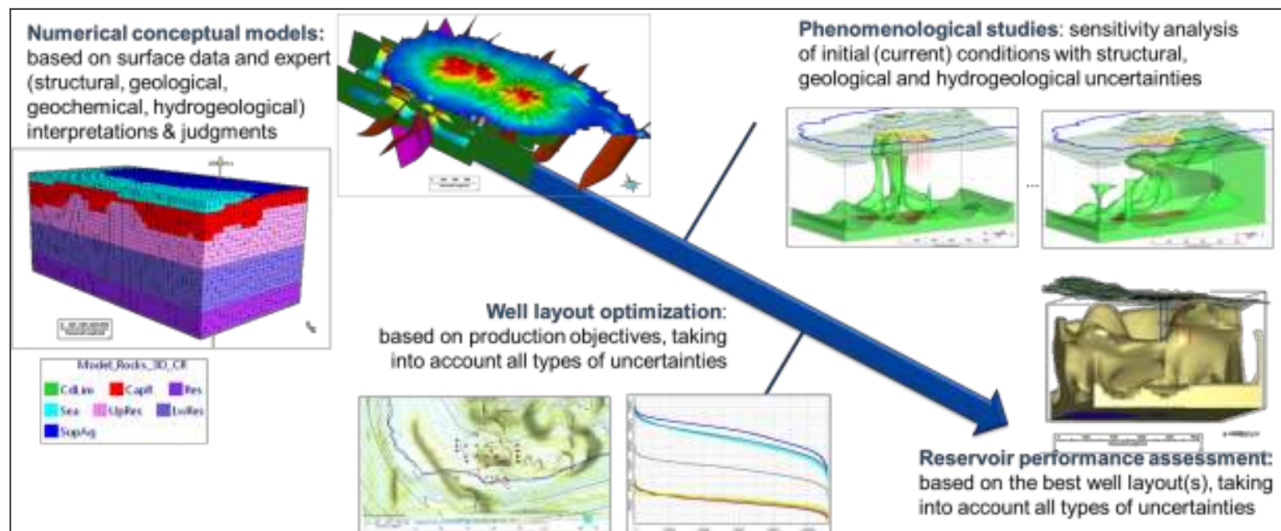 Numerical conceptual models:
based on surface data and expert
(structural, geological,
geochemical, hydrogeological)
interpretations & judgments
Phenomenological studies: sensitivity analysis
of initial (current) conditions with structural,
geological and hydrogeological uncertainties
...
Model_Rocks_3D_CR
CdLim CapR Res
Sea UpRes LwRes
SupAq
Well layout optimization:
based on production objectives, taking
into account all types of uncertainties
Reservoir performance assessment:
based on the best well layout(s), taking
into account all types of uncertainties